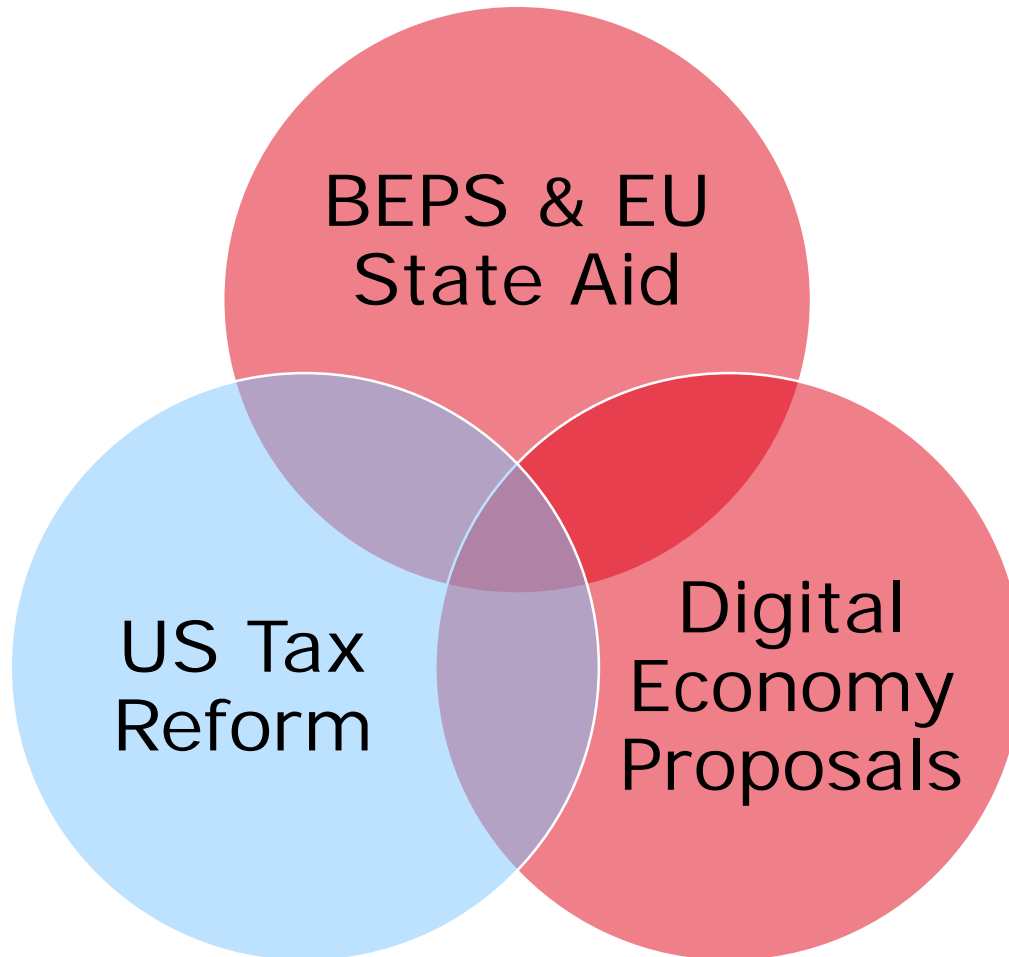 BEPS & EU
State Aid
US Tax
Reform
Digital
Economy
Proposals